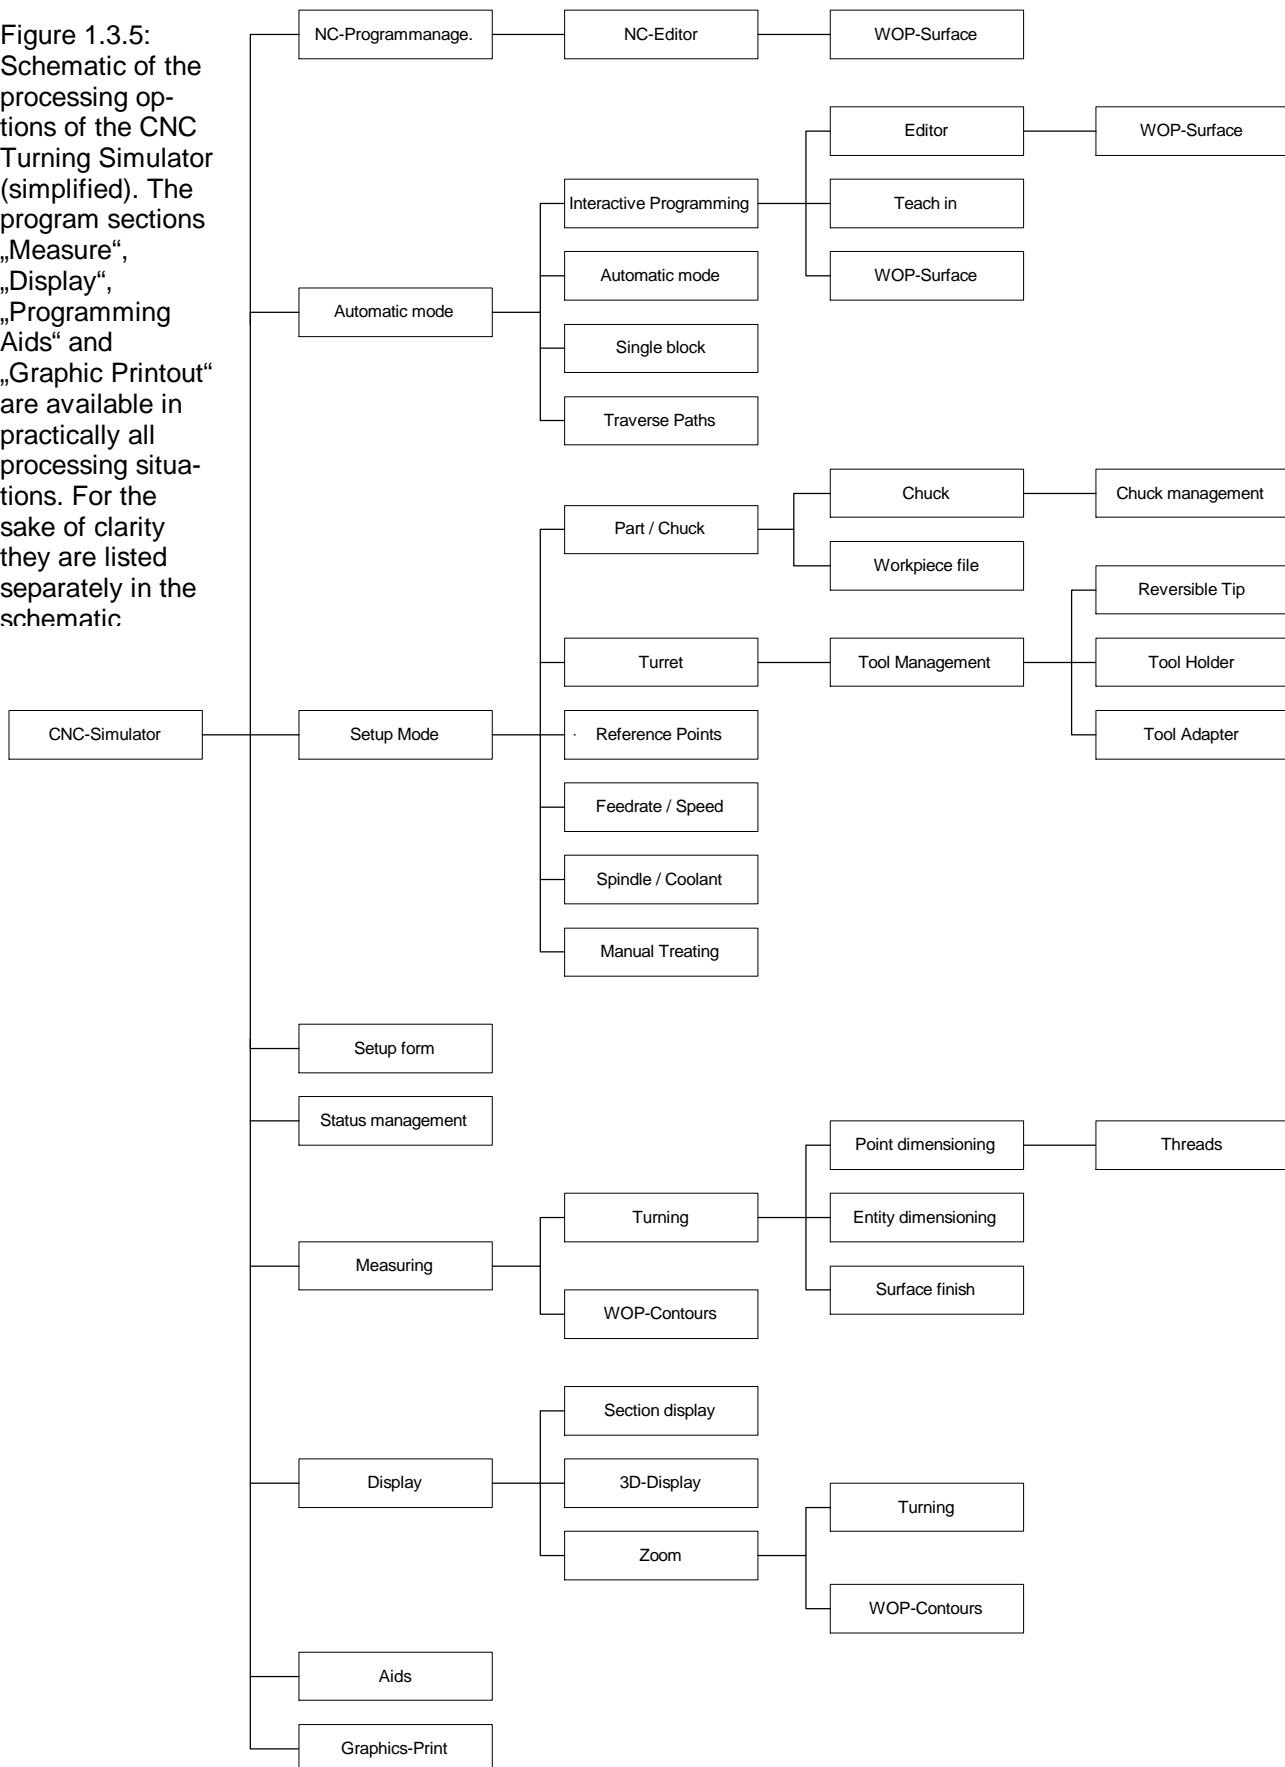 Figure 1.3.5:
Schematic of the
processing op-
tions of the CNC
Turning Simulator
(simplified). The
program sections
„Measure“,
„Display“,
„Programming
Aids“ and
„Graphic Printout“
are available in
practically all
processing situa-
tions. For the
sake of clarity
they are listed
separately in the
schematic
CNC-Simulator
NC-Programmanage.
NC-Editor
WOP-Surface
Automatic mode
Interactive Programming
Editor
WOP-Surface
Teach in
WOP-Surface
Automatic mode
Single block
Traverse Paths
Setup Mode
Part / Chuck
Chuck
Chuck management
Workpiece file
Turret
Tool Management
Reversible Tip
Tool Holder
Tool Adapter
Reference Points
Feedrate / Speed
Spindle / Coolant
Manual Treating
Setup form
Status management
Measuring
Turning
Point dimensioning
Threads
Entity dimensioning
Surface finish
WOP-Contours
Display
Section display
3D-Display
Zoom
Turning
WOP-Contours
Aids
Graphics-Print